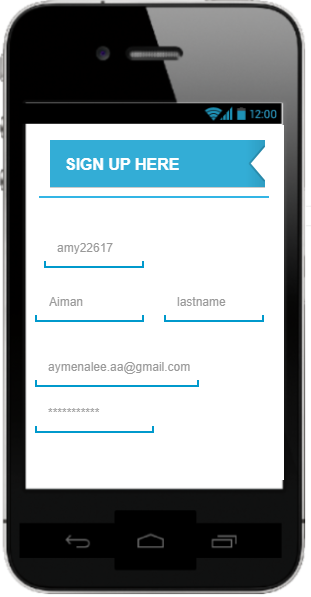 12:00
SIGN UP HERE
amy22617
Aiman lastname
aymenalee.aa@gmail.com
***********